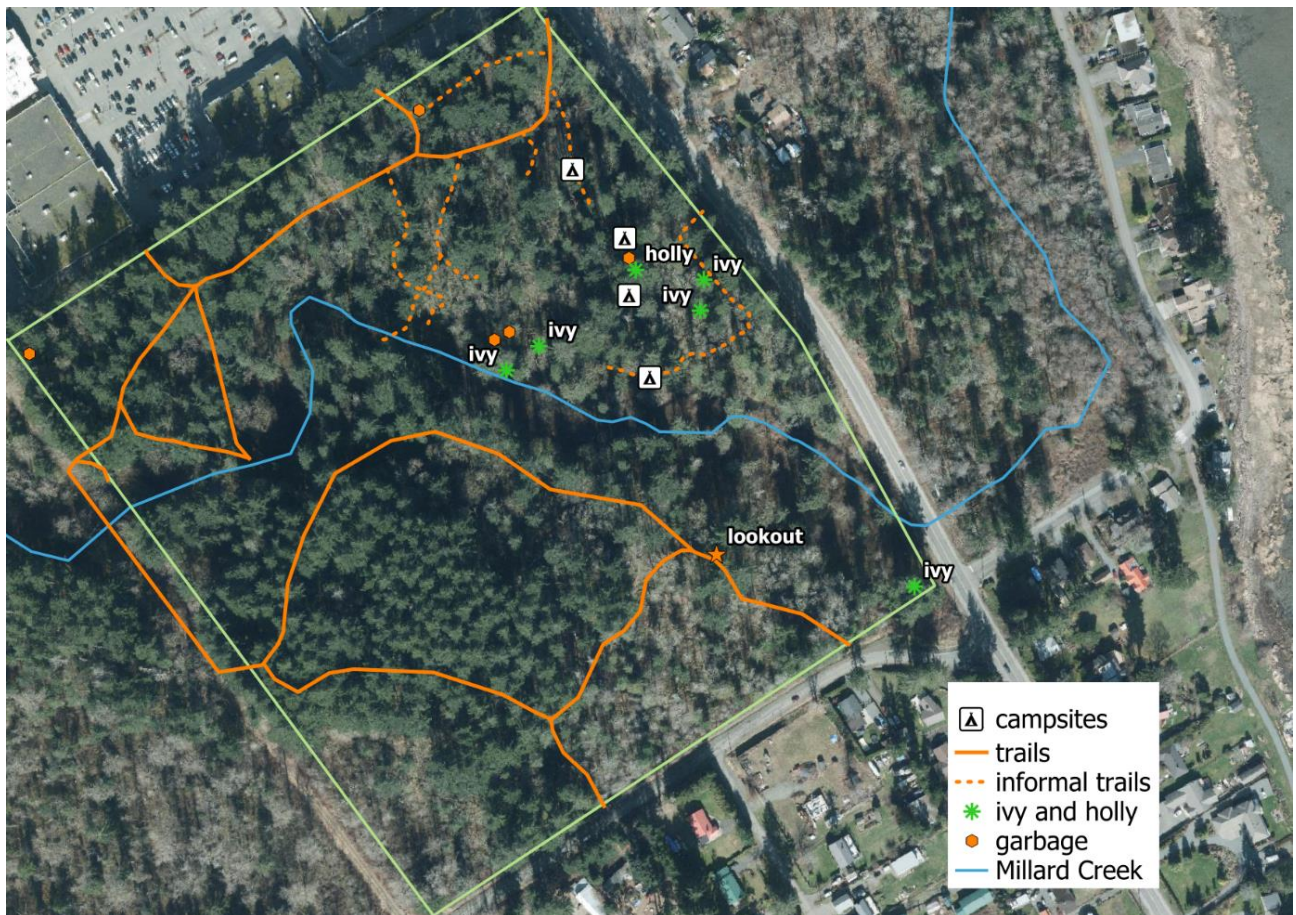 holly
ivy
ivy
ivy
ivy
lookout
ivy
campsites
trails
informal trails
ivy and holly
garbage
Millard Creek